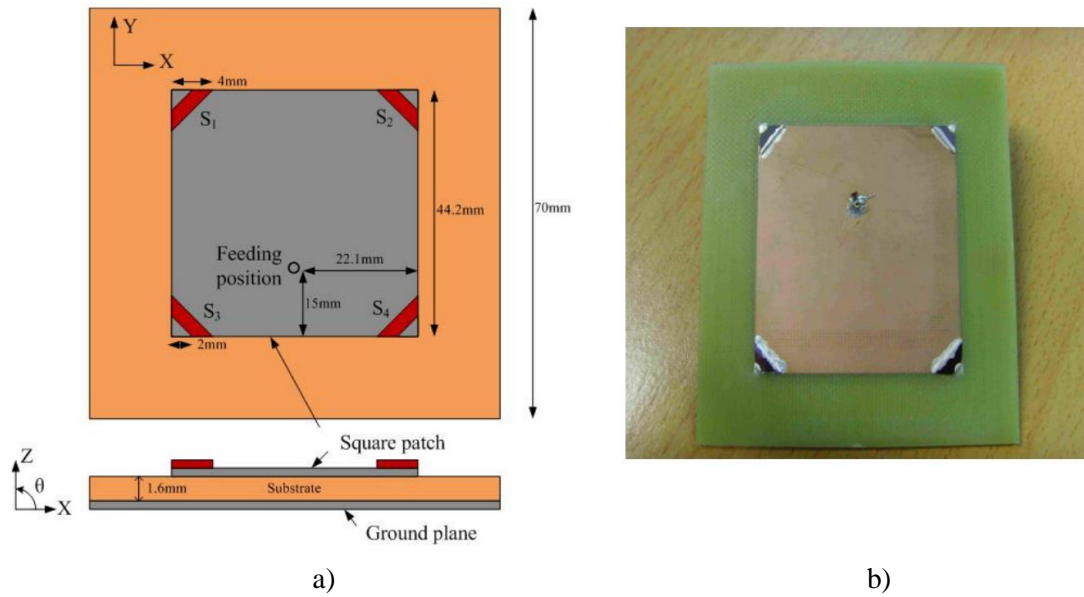 Y
X
4mm
S1
S2
44.2mm
70mm
Feeding
position
22.1mm
15mm
S3
S4
2mm
Square patch
Z
θ
X
1.6mm
Substrate
Ground plane
a)
b)